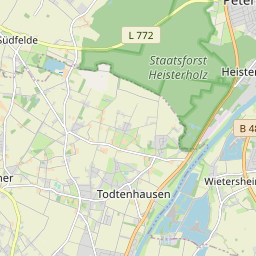 Peter
L 772
Südfelde
Staatsforst
Heisterholz
Heister
B 48
ner
Wietershei
Todtenhausen